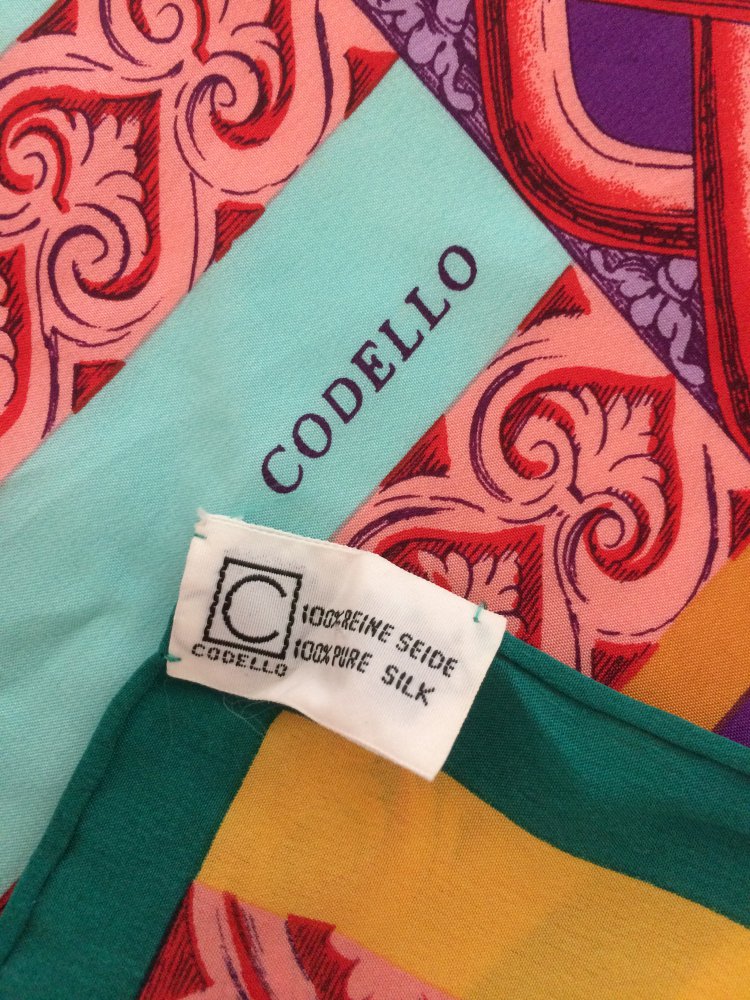 CODELLO
C
CODELLO
100% REINE SEIDE
100% PURE SILK